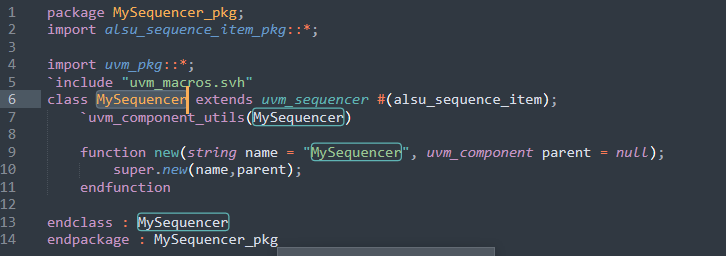 1 package MySequencer_pkg;
2 import alsu_sequence_item_pkg::*;
3
4 import uvm_pkg::*;
5 `include "uvm_macros.svh"
6 class MySequencer extends uvm_sequencer #(alsu_sequence_item);
7 `uvm_component_utils(MySequencer)
8
9 function new(string name = "MySequencer", uvm_component parent = null);
10 super.new(name,parent);
11 endfunction
12
13 endclass : MySequencer
14 endpackage : MySequencer_pkg